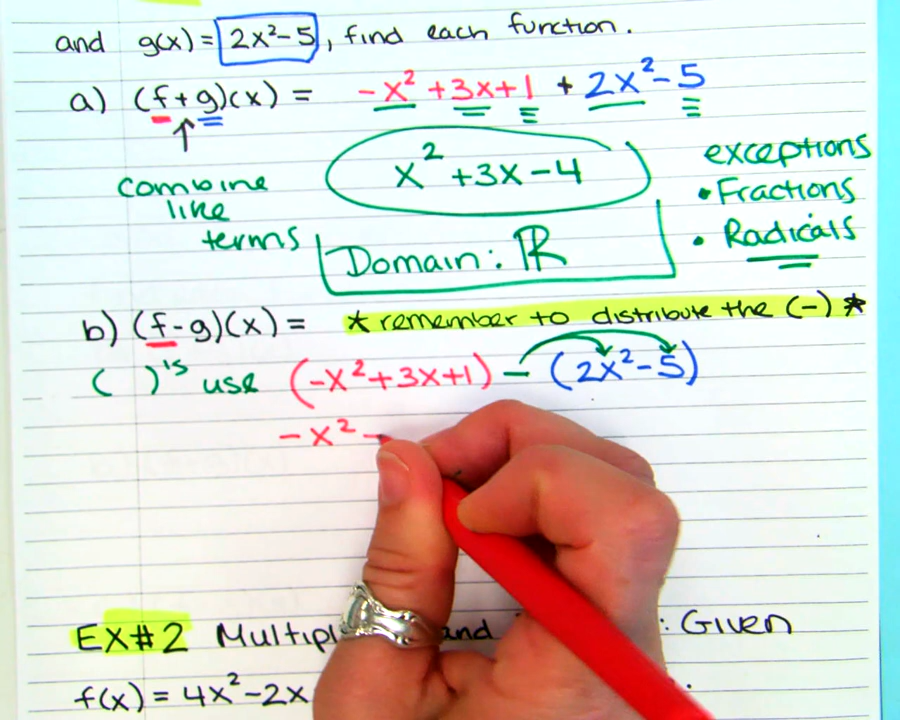 and g(x) = 2x²-5, find each function.
a) (f+g)(x) = -x² +3x+1 + 2x²-5
x² +3x-4
exceptions
• Fractions
• Radicals
combine
like
terms
Domain: ℝ
b) (f-g)(x) = * remember to distribute the (-) *
( )'s use (-x²+3x+1) - (2x²-5)
-x² -
EX#2 and : Given
f(x) = 4x²-2x